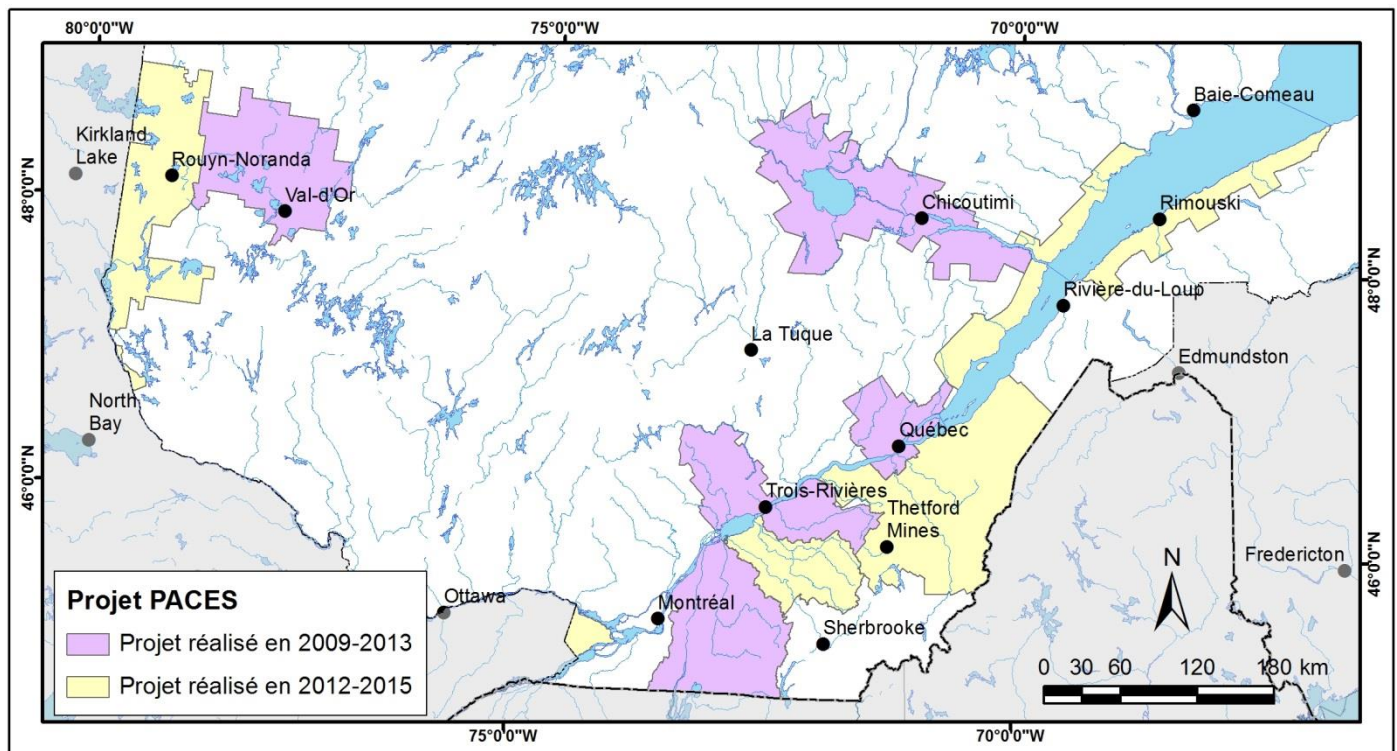 80°0'0"W
75°0'0"W
70°0'0"W
Baie-Comeau
Kirkland
Lake
Rouyn-Noranda
48°0'0"N
Val-d'Or
Chicoutimi
Rimouski
Rivière-du-Loup
48°0'0"N
La Tuque
Edmundston
North
Bay
Québec
46°0'0"N
Trois-Rivières
Thetford
Mines
N
Fredericton
46°0'0"N
Projet PACES
Ottawa
Montréal
Projet réalisé en 2009-2013
Sherbrooke
0 30 60 120 180 km
Projet réalisé en 2012-2015
75°0'0"W
70°0'0"W